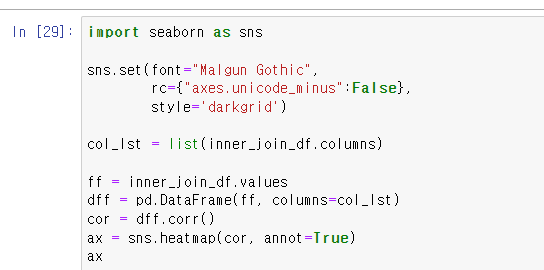 In [29]:
import seaborn as sns
sns.set(font="Malgun Gothic",
rc={"axes.unicode_minus":False},
style='darkgrid')
col_lst = list(inner_join_df.columns)
ff = inner_join_df.values
dff = pd.DataFrame(ff, columns=col_lst)
cor = dff.corr()
ax = sns.heatmap(cor, annot=True)
ax